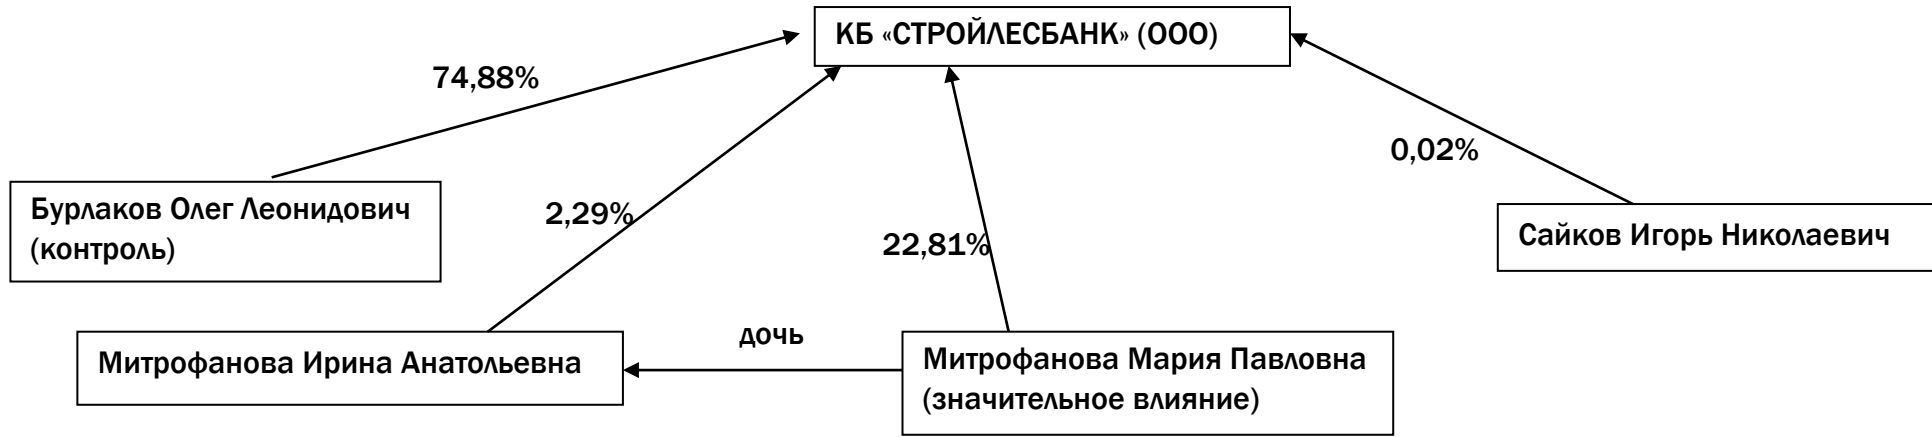 КБ «СТРОЙЛЕСБАНК» (ООО)
74,88%
0,02%
Бурлаков Олег Леонидович
(контроль)
2,29%
22,81%
Сайков Игорь Николаевич
дочь
Митрофанова Ирина Анатольевна
Митрофанова Мария Павловна
(значительное влияние)